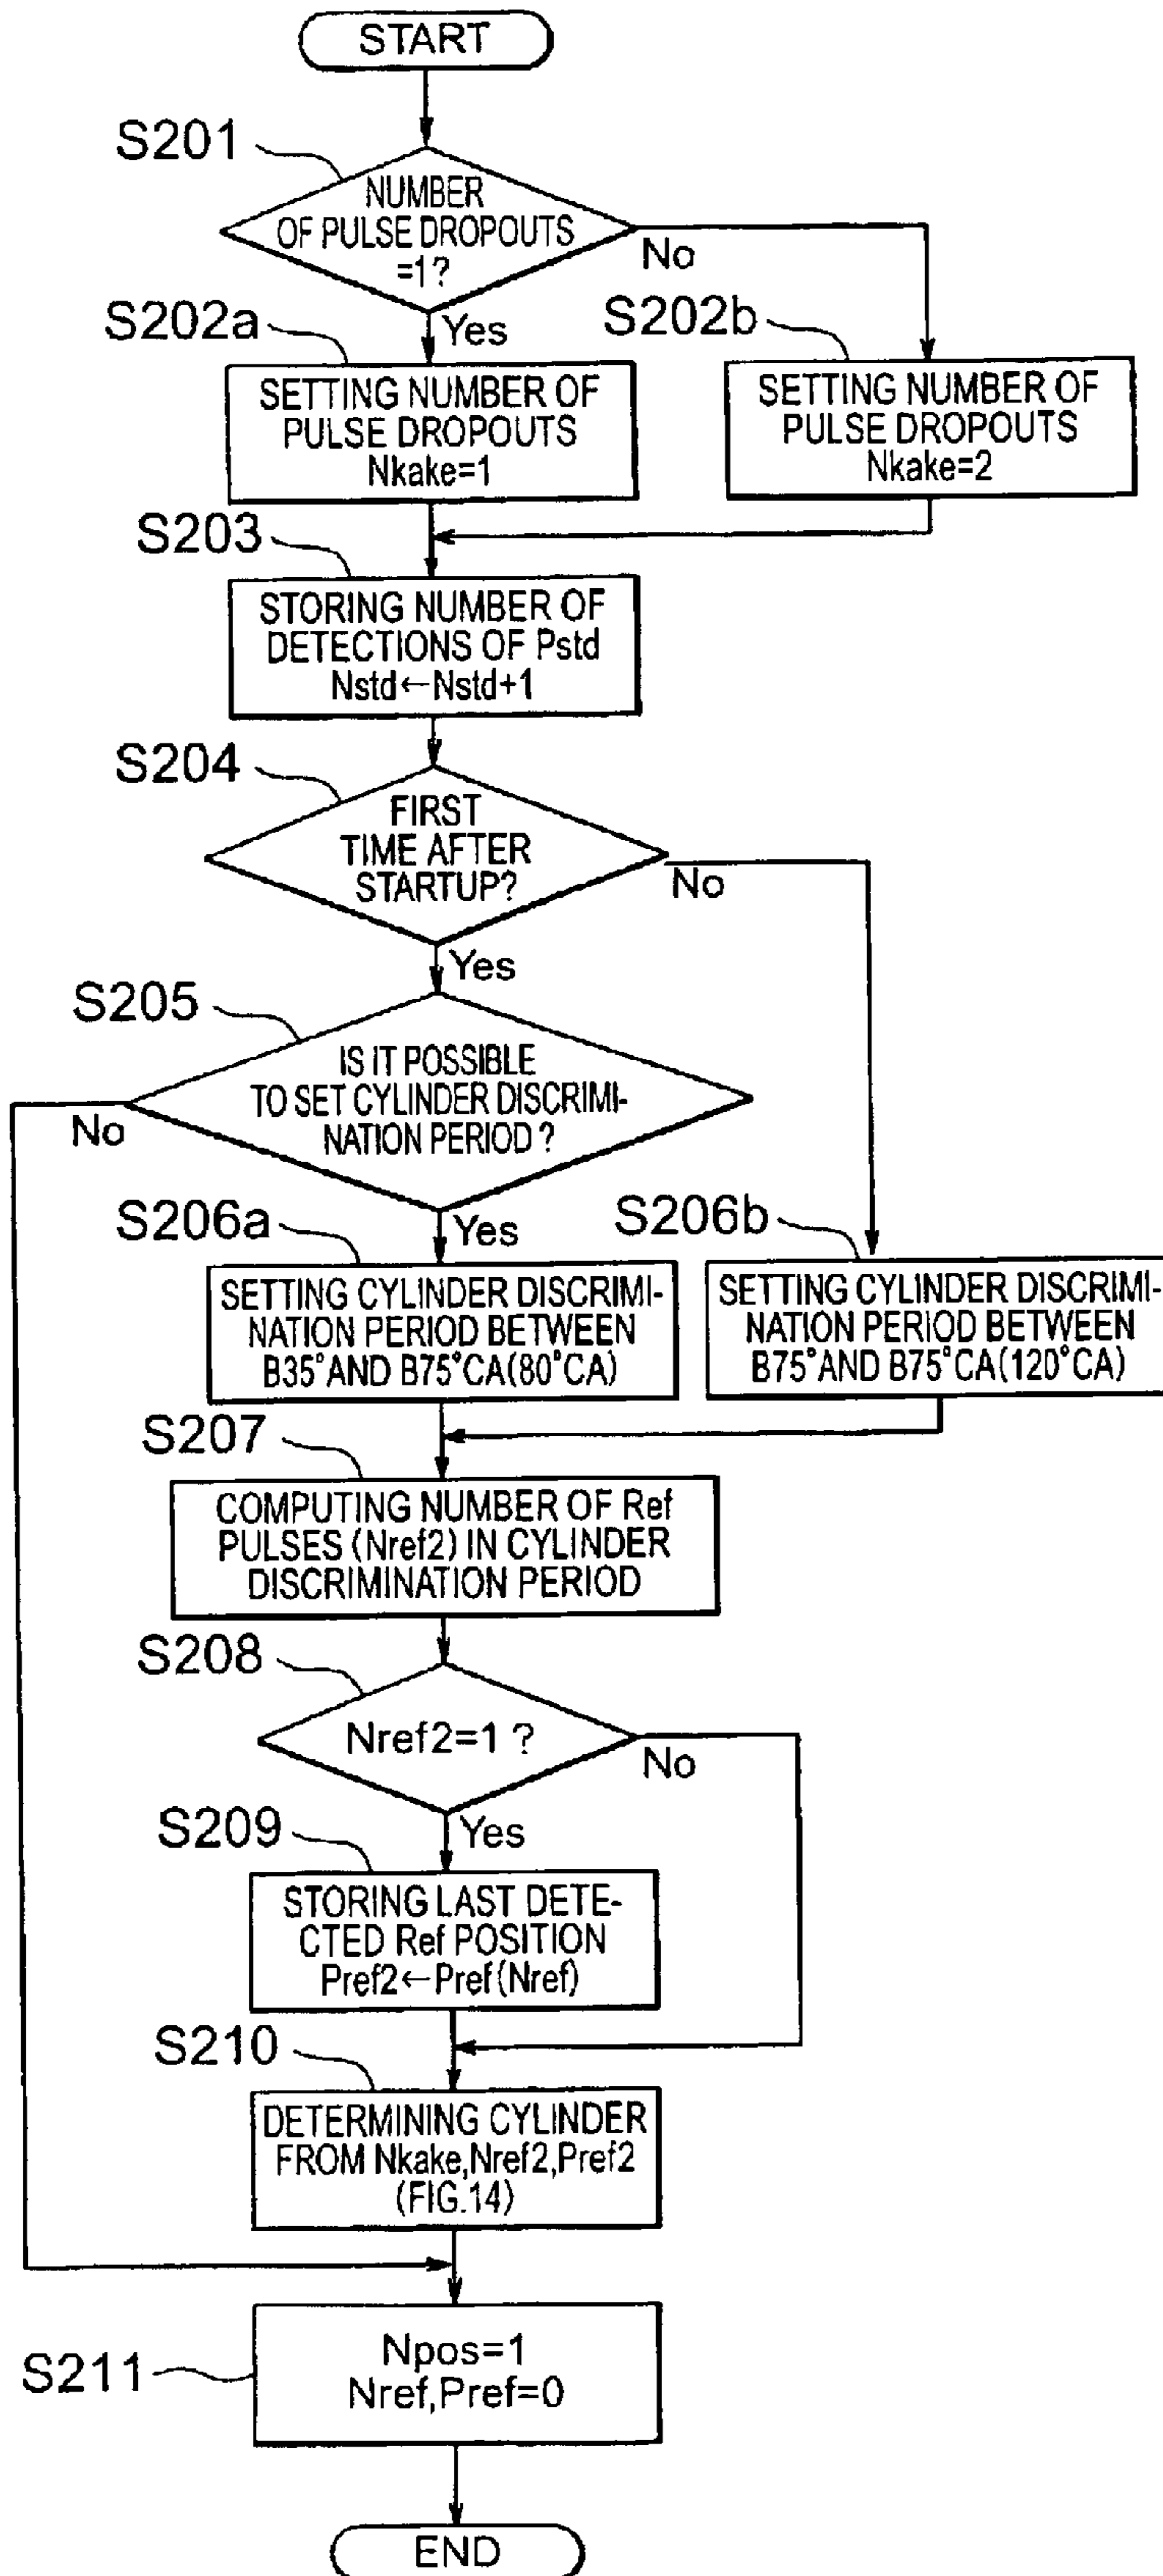 START
S201
NUMBER
OF PULSE DROPOUTS
=1?
No
Yes
S202a
S202b
SETTING NUMBER OF
PULSE DROPOUTS
Nkake=1
SETTING NUMBER OF
PULSE DROPOUTS
Nkake=2
S203
STORING NUMBER OF
DETECTIONS OF Pstd
Nstd←Nstd+1
S204
FIRST
TIME AFTER
STARTUP?
No
Yes
S205
IS IT POSSIBLE
TO SET CYLINDER DISCRIMI-
NATION PERIOD?
No
Yes
S206a
S206b
SETTING CYLINDER DISCRIMI-
NATION PERIOD BETWEEN
B35°AND B75°CA(80°CA)
SETTING CYLINDER DISCRIMI-
NATION PERIOD BETWEEN
B75°AND B75°CA(120°CA)
S207
COMPUTING NUMBER OF Ref
PULSES (Nref2) IN CYLINDER
DISCRIMINATION PERIOD
S208
Nref2=1 ?
No
Yes
S209
STORING LAST DETE-
CTED Ref POSITION
Pref2←Pref(Nref)
S210
DETERMINING CYLINDER
FROM Nkake,Nref2,Pref2
(FIG.14)
S211
Npos=1
Nref,Pref=0
END